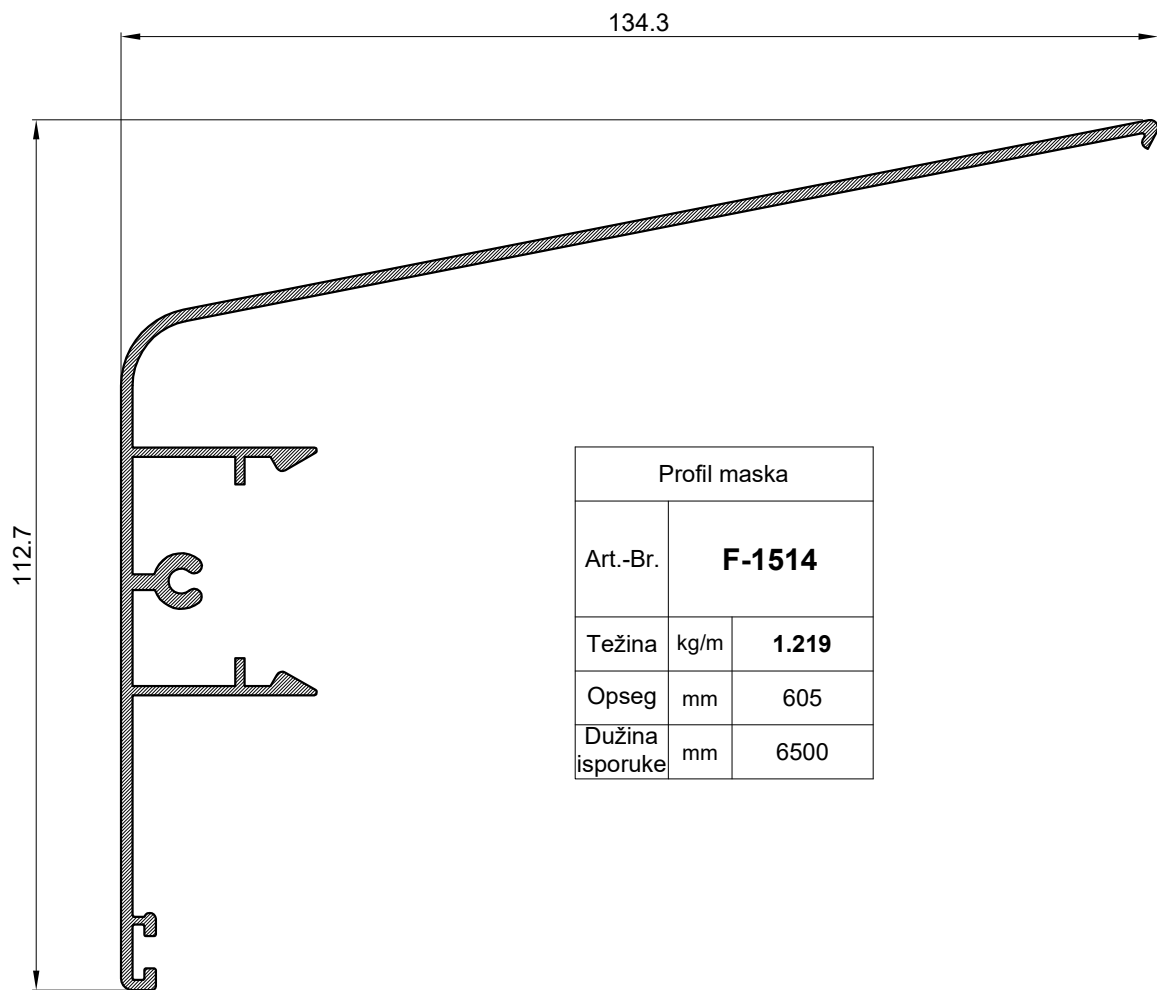 134.3
112.7
Profil maska
Art.-Br. F-1514
Težina kg/m 1.219
Opseg mm 605
Dužina
isporuke mm 6500